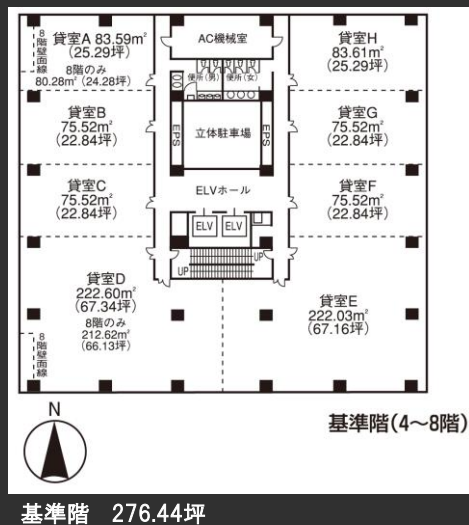 8階壁面線
貸室A 83.59㎡
(25.29坪)
8階のみ
80.28㎡(24.28坪)
AC機械室
便所(男)
便所(女)
貸室H
83.61㎡
(25.29坪)
貸室B
75.52㎡
(22.84坪)
EPS
立体駐車場
EPS
貸室G
75.52㎡
(22.84坪)
貸室C
75.52㎡
(22.84坪)
ELVホール
貸室F
75.52㎡
(22.84坪)
ELV
ELV
UP
UP
貸室D
222.60㎡
(67.34坪)
8階のみ
212.62㎡
(66.13坪)
8階壁面線
貸室E
222.03㎡
(67.16坪)
N
基準階(4〜8階)
基準階 276.44坪